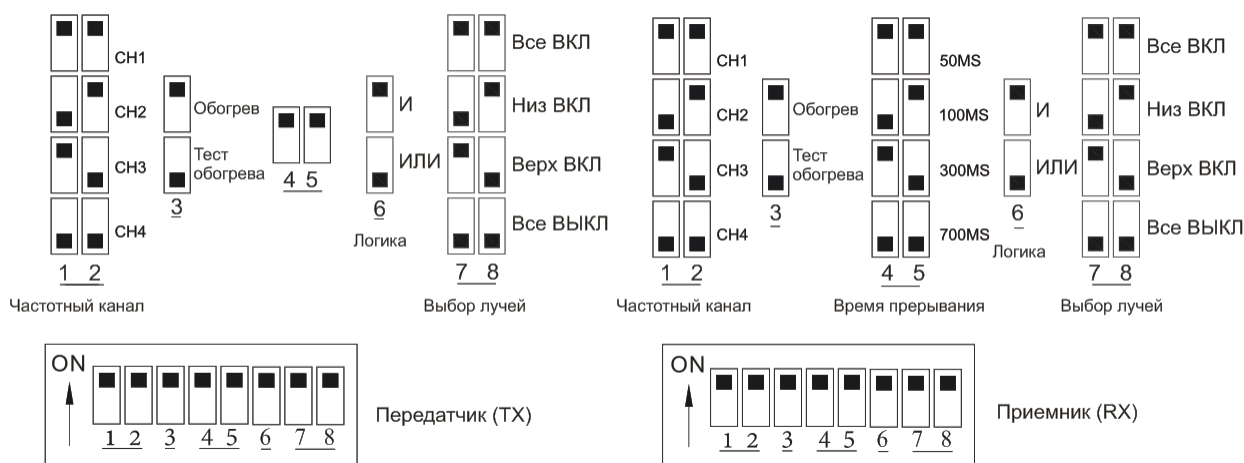 CH1
CH2
CH3
CH4
1 2
Частотный канал
Обогрев
Тест
обогрева
3
4 5
И
ИЛИ
6
Логика
Все ВКЛ
Низ ВКЛ
Верх ВКЛ
Все ВЫКЛ
7 8
Выбор лучей
CH1
CH2
CH3
CH4
1 2
Частотный канал
Обогрев
Тест
обогрева
3
50MS
100MS
300MS
700MS
4 5
Время прерывания
И
ИЛИ
6
Логика
Все ВКЛ
Низ ВКЛ
Верх ВКЛ
Все ВЫКЛ
7 8
Выбор лучей
ON
1 2 3 4 5 6 7 8
Передатчик (TX)
ON
1 2 3 4 5 6 7 8
Приемник (RX)